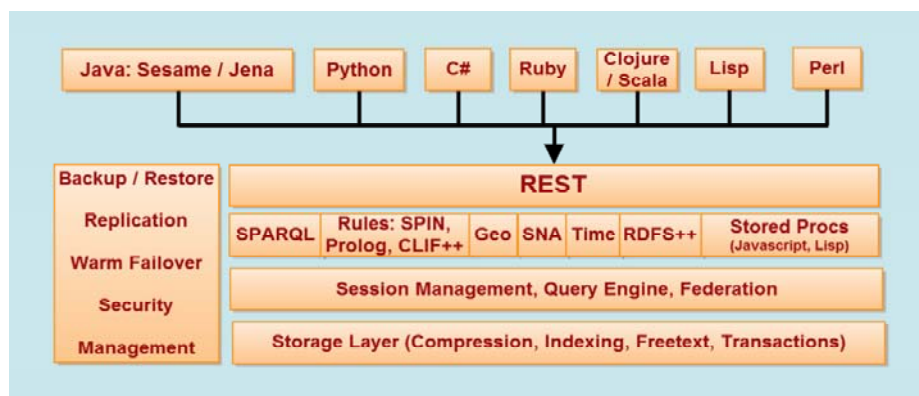 Java: Sesame / Jena
Python
C#
Ruby
Clojure
/ Scala
Lisp
Perl
Backup / Restore
Replication
Warm Failover
Security
Management
REST
SPARQL
Rules: SPIN,
Prolog, CLIF++
Geo
SNA
Time
RDFS++
Stored Procs
(Javascript, Lisp)
Session Management, Query Engine, Federation
Storage Layer (Compression, Indexing, Freetext, Transactions)